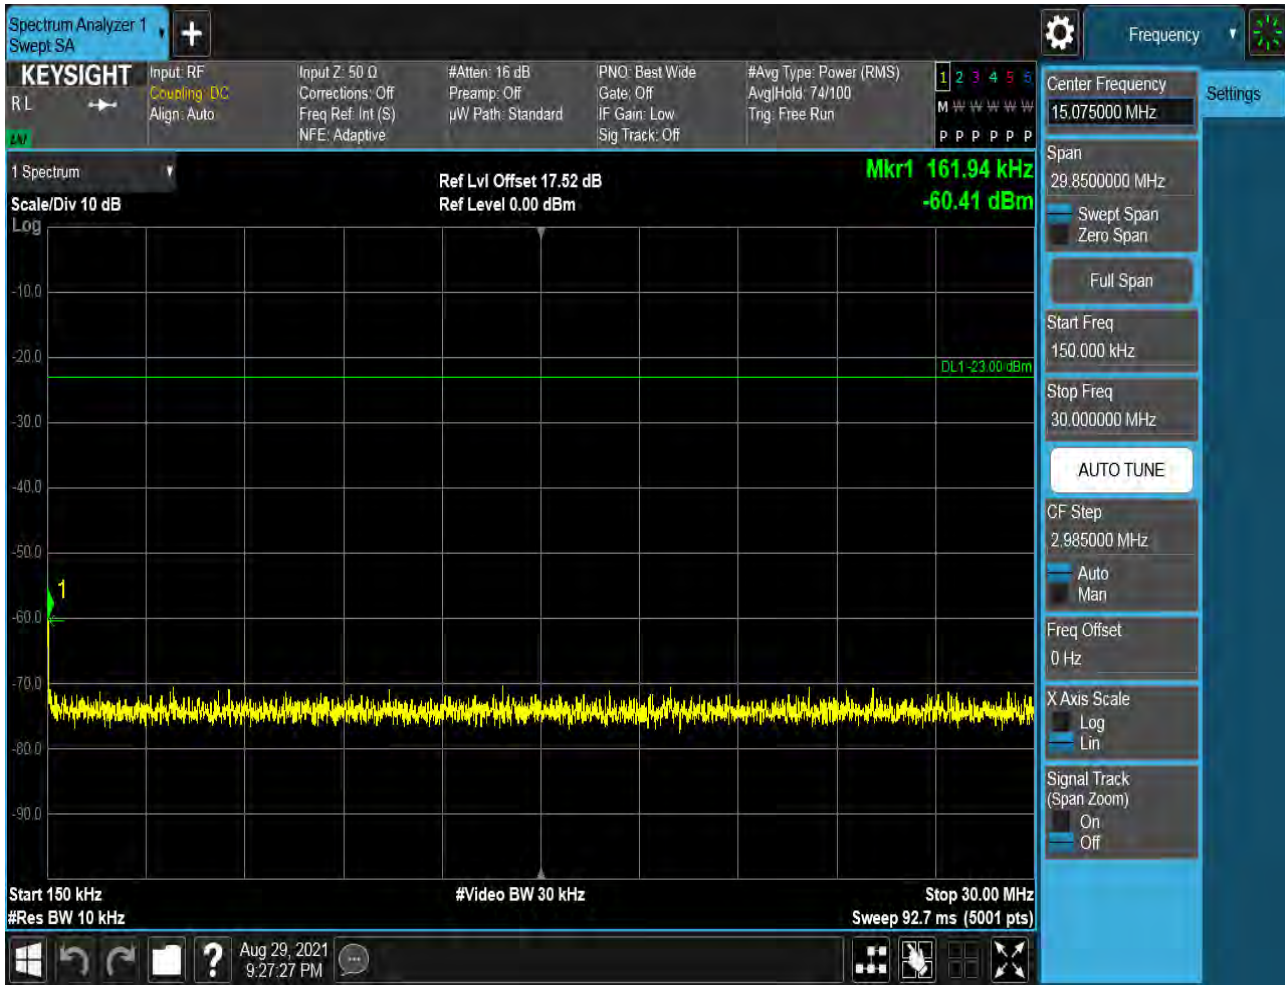 Spectrum Analyzer 1
Swept SA
Frequency
KEYSIGHT
R L
Input: RF
Coupling: DC
Align: Auto
Input Z: 50 Ω
Corrections: Off
Freq Ref: Int (S)
NFE: Adaptive
#Atten: 16 dB
Preamp: Off
µW Path: Standard
PNO: Best Wide
Gate: Off
IF Gain: Low
Sig Track: Off
#Avg Type: Power (RMS)
Avg|Hold: 74/100
Trig: Free Run
1 2 3 4 5 6
M W W W W W
P P P P P P
1 Spectrum
Scale/Div 10 dB
Log
Ref Lvl Offset 17.52 dB
Ref Level 0.00 dBm
Mkr1 161.94 kHz
-60.41 dBm
-10.0
-20.0
DL1 -23.00 dBm
-30.0
-40.0
-50.0
1
-60.0
-70.0
-80.0
-90.0
Start 150 kHz
#Video BW 30 kHz
Stop 30.00 MHz
#Res BW 10 kHz
Sweep 92.7 ms (5001 pts)
?
Aug 29, 2021
9:27:27 PM
Center Frequency
15.075000 MHz
Settings
Span
29.8500000 MHz
Swept Span
Zero Span
Full Span
Start Freq
150.000 kHz
Stop Freq
30.000000 MHz
AUTO TUNE
CF Step
2.985000 MHz
Auto
Man
Freq Offset
0 Hz
X Axis Scale
Log
Lin
Signal Track
(Span Zoom)
On
Off